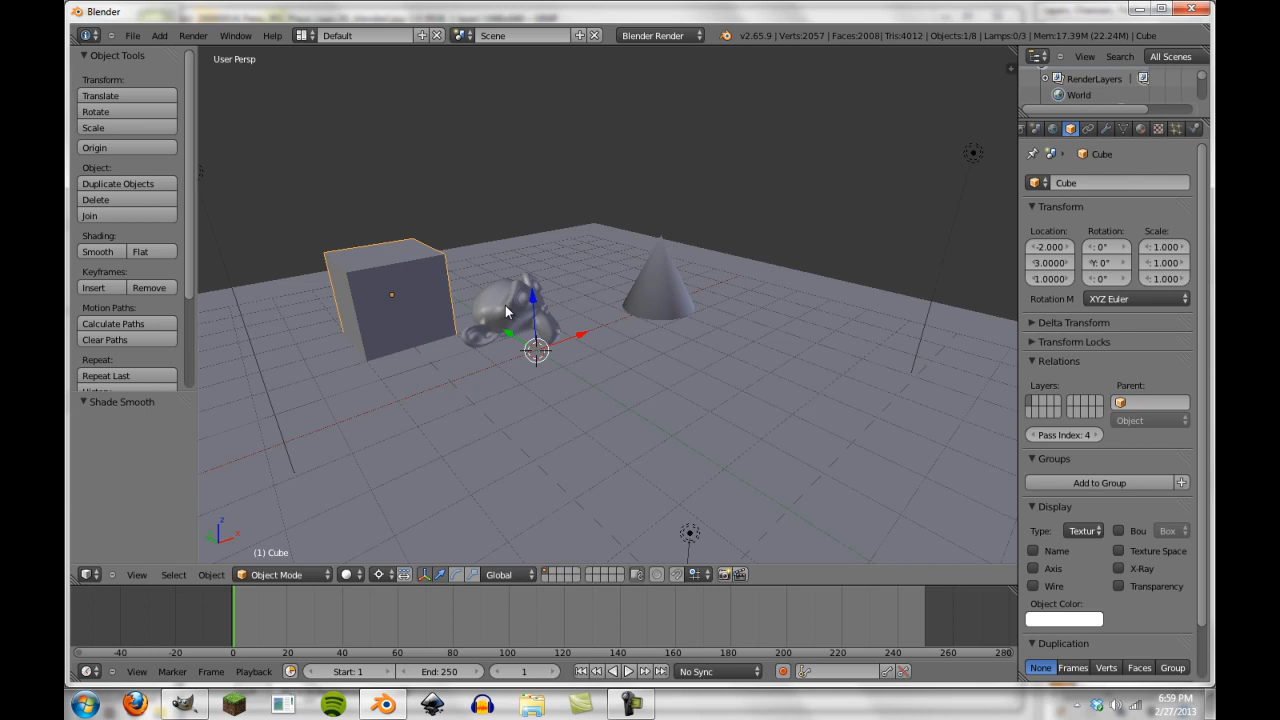 Blender
File Add Render Window Help Default Scene Blender Render v2.65.9 | Verts:2057 | Faces:2008 | Tris:4012 | Objects:1/8 | Lamps:0/3 | Mem:17.39M (22.24M) | Cube
Object Tools
Transform:
Translate
Rotate
Scale
Origin
Object:
Duplicate Objects
Delete
Join
Shading:
Smooth Flat
Keyframes:
Insert Remove
Motion Paths:
Calculate Paths
Clear Paths
Repeat:
Repeat Last
Shade Smooth
User Persp
(1) Cube
View Search All Scenes
RenderLayers
World
Cube
Cube
Transform
Location: Rotation: Scale:
-2.000 : 0° : 1.000
3.0000 Y: 0° : 1.000
1.0000 : 0° : 1.000
Rotation M XYZ Euler
Delta Transform
Transform Locks
Relations
Layers: Parent:
Object
Pass Index: 4
Groups
Add to Group
Display
Type: Textur Bou Box
Name Texture Space
Axis X-Ray
Wire Transparency
Object Color:
Duplication
None Frames Verts Faces Group
View Select Object Object Mode Global
-40 -20 0 20 40 60 80 100 120 140 160 180 200 220 240 260 280
View Marker Frame Playback Start: 1 End: 250 1 No Sync
6:59 PM
2/27/2013